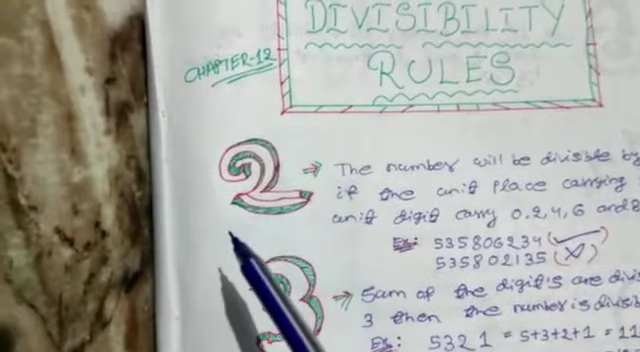 DIVISIBILITY
CHAPTER-12
RULES
2 ⇒ The number will be divisible by
if the unit place carrying
unit digit carry 0.2,4,6 and 8
Ex: 535806234 (✓)
535802135 (X)
3 ⇒ Sum of the digits are divi
3 then the number is divisi
Ex: 5321 = 5+3+2+1 = 11